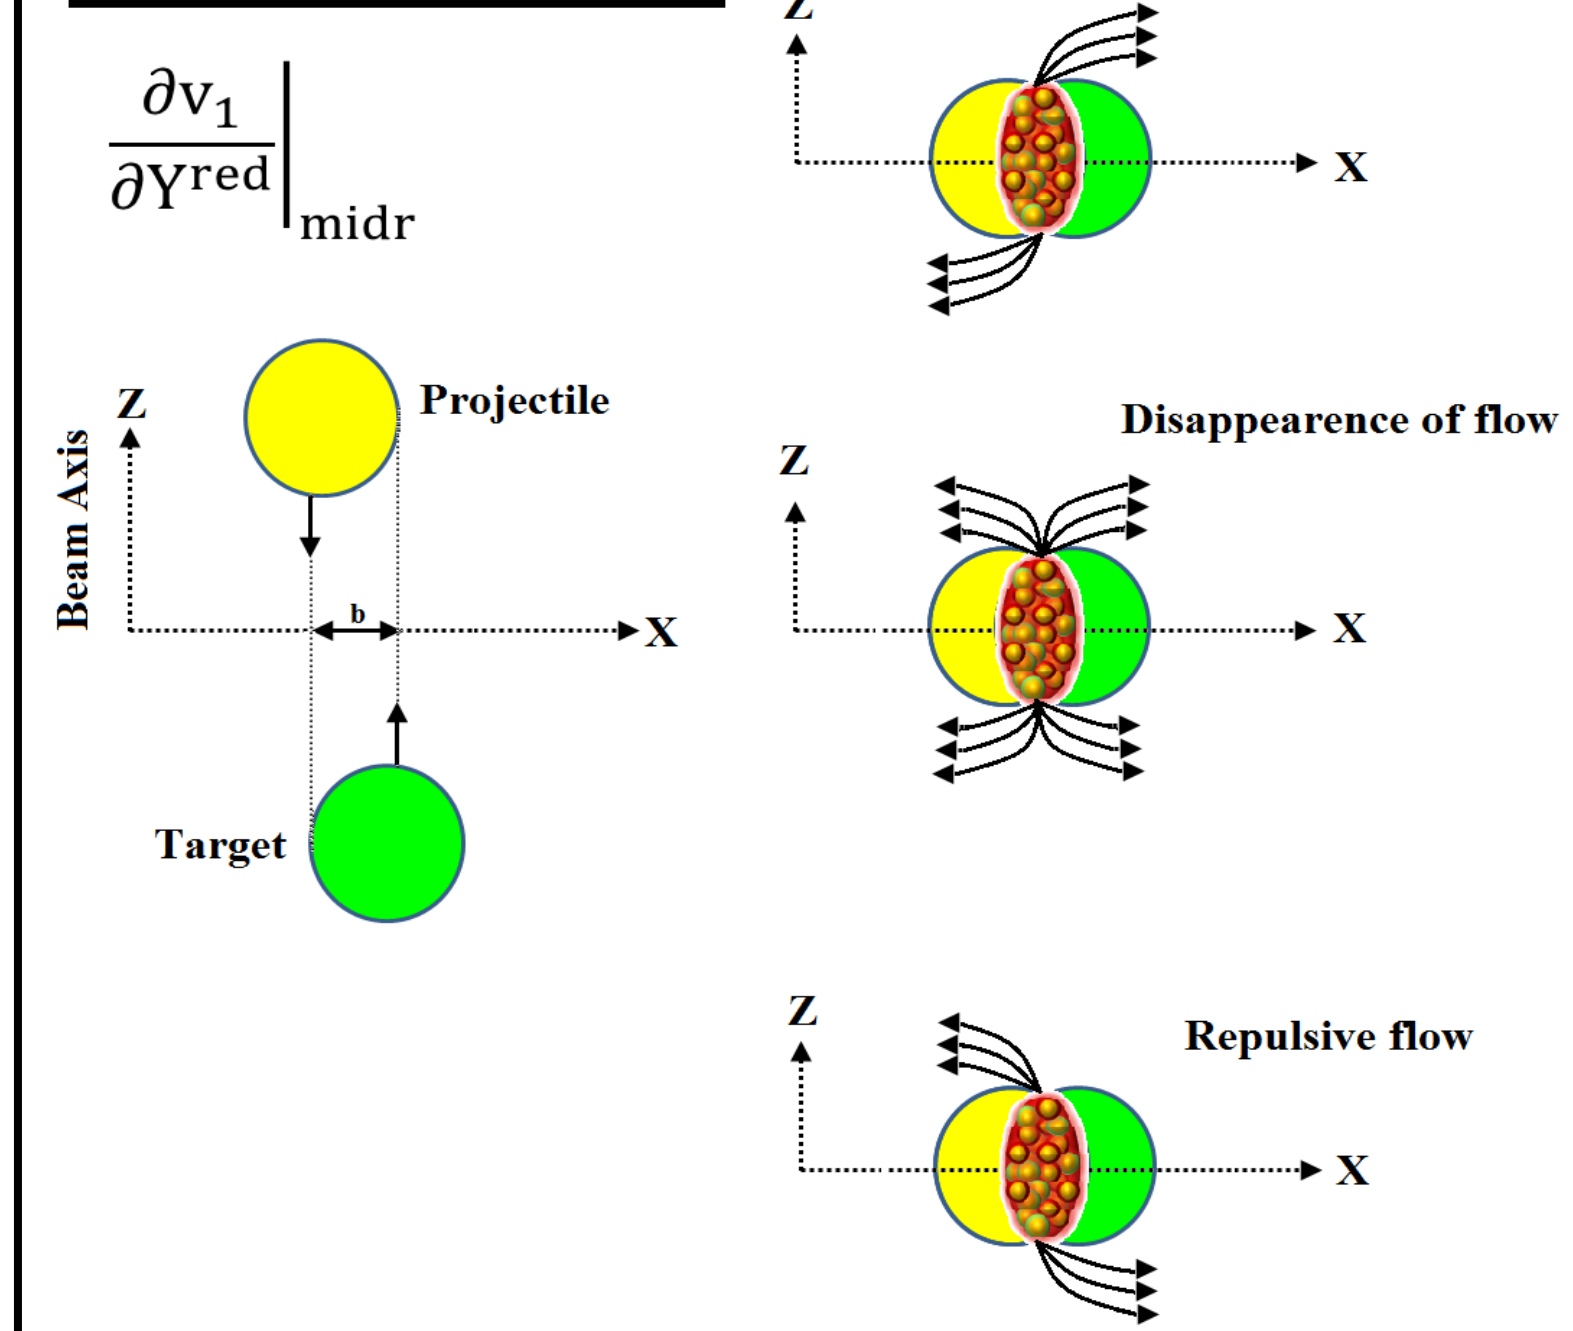 ∂v₁
∂Yʳᵉᵈ
midr
Z
X
Projectile
Z
Beam Axis
b
X
Target
Disappearence of flow
Z
X
Z
Repulsive flow
X